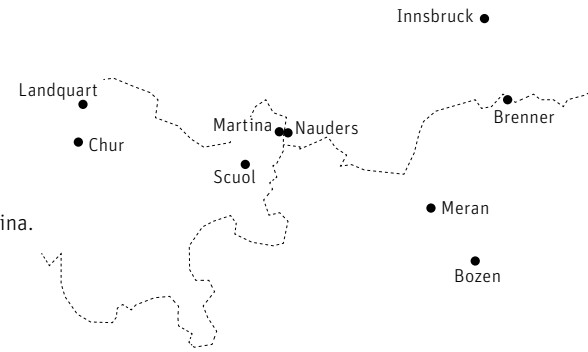 Innsbruck
Landquart
Brenner
Martina
Nauders
Chur
Scuol
Meran
ina.
Bozen